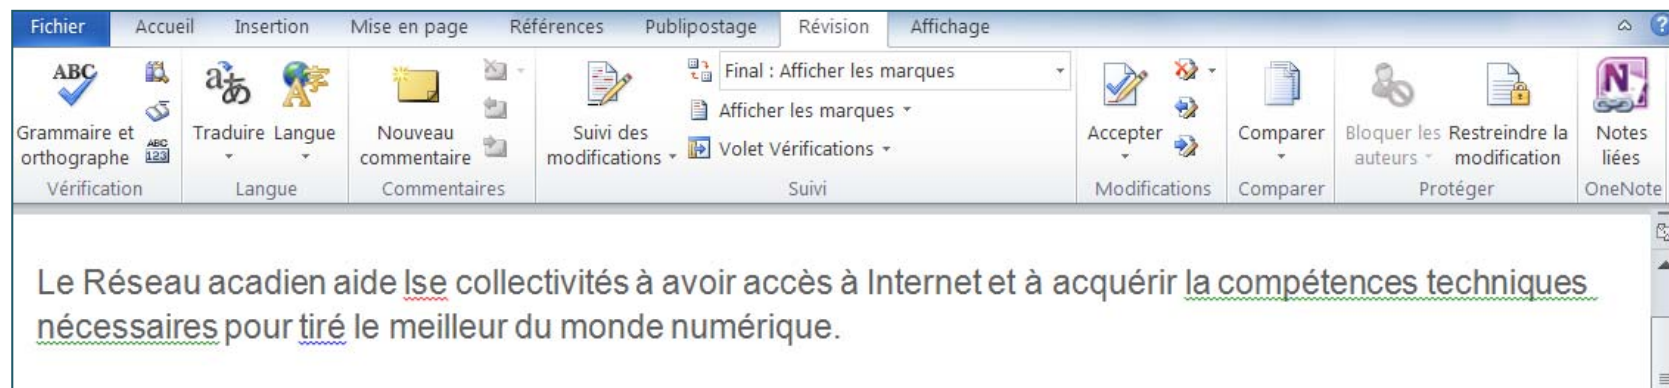 Fichier Accueil Insertion Mise en page Références Publipostage Révision Affichage
ABC
Grammaire et orthographe
ABC 123
Vérification
Traduire
Langue
Langue
Nouveau commentaire
Commentaires
Suivi des modifications
Final : Afficher les marques
Afficher les marques
Volet Vérifications
Suivi
Accepter
Modifications
Comparer
Comparer
Bloquer les auteurs
Restreindre la modification
Protéger
N
Notes liées
OneNote
Le Réseau acadien aide lse collectivités à avoir accès à Internet et à acquérir la compétences techniques
nécessaires pour tiré le meilleur du monde numérique.